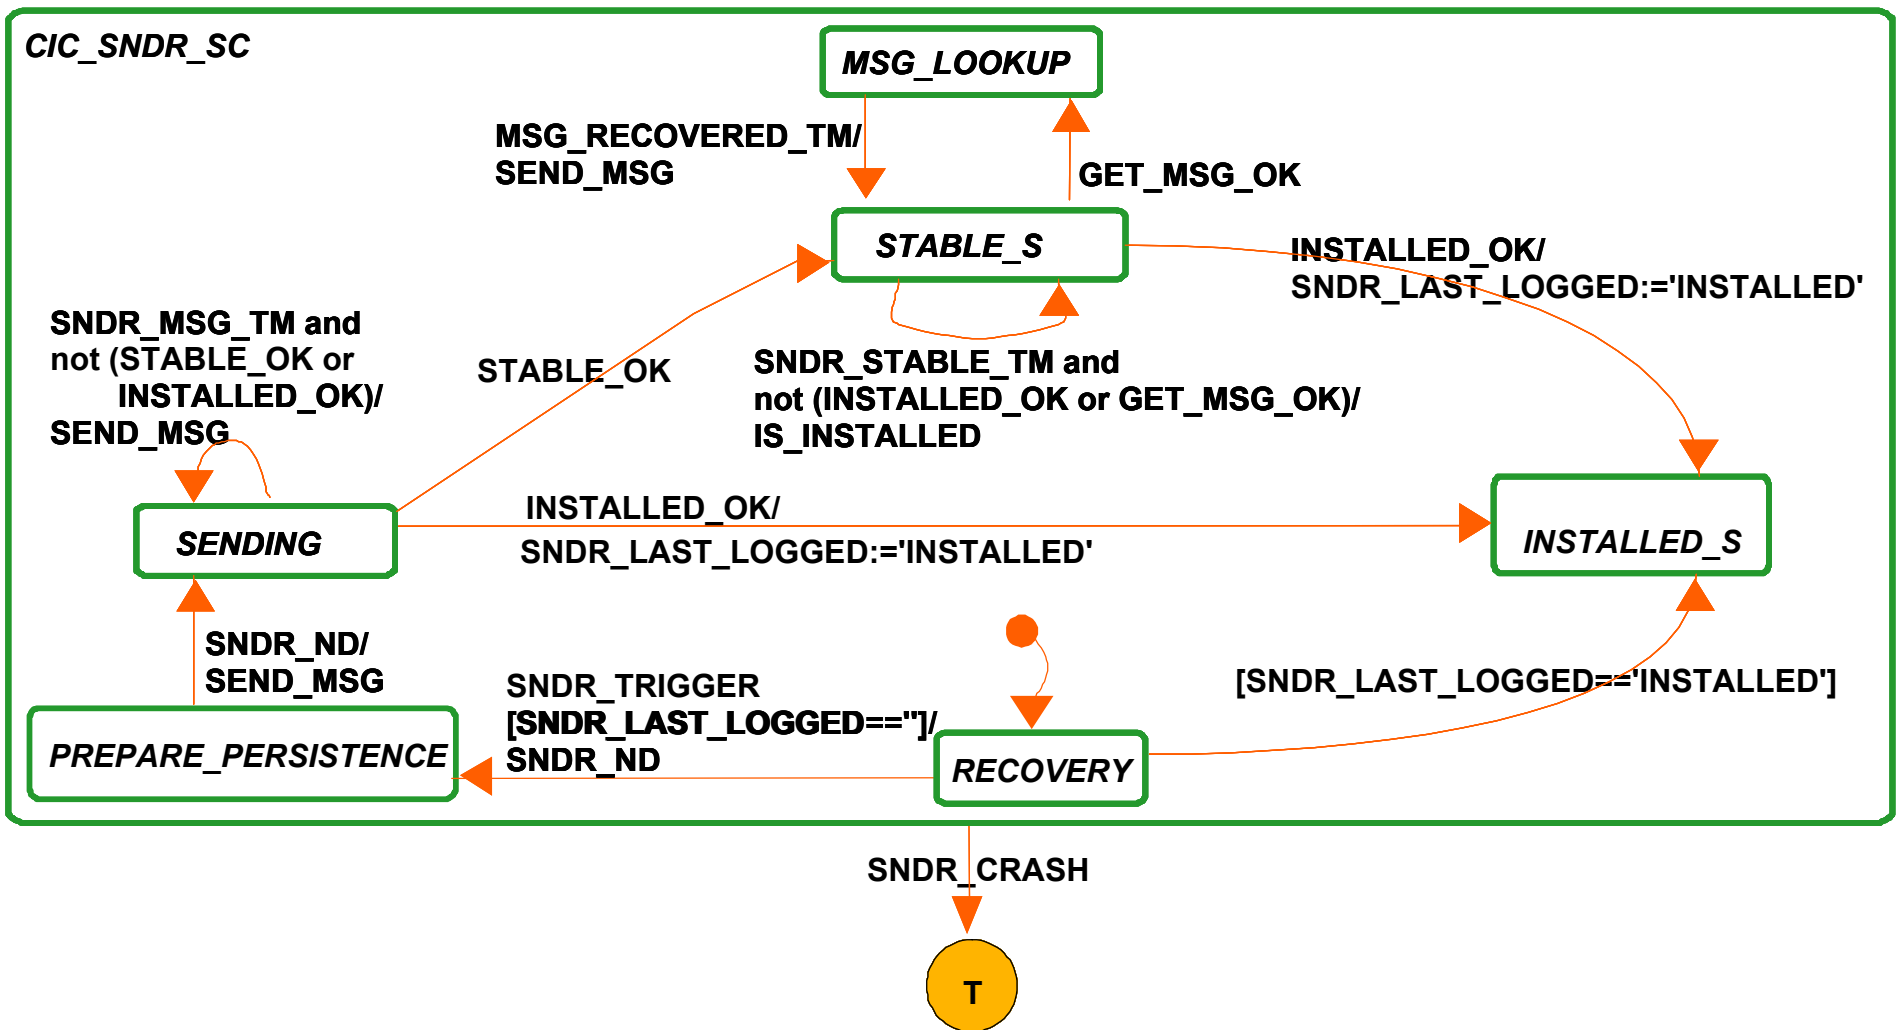 CIC_SNDR_SC
MSG_LOOKUP
MSG_RECOVERED_TM/
SEND_MSG
GET_MSG_OK
STABLE_S
INSTALLED_OK/
SNDR_LAST_LOGGED:='INSTALLED'
SNDR_MSG_TM and
not (STABLE_OK or
INSTALLED_OK)/
SEND_MSG
STABLE_OK
SNDR_STABLE_TM and
not (INSTALLED_OK or GET_MSG_OK)/
IS_INSTALLED
INSTALLED_OK/
SNDR_LAST_LOGGED:='INSTALLED'
SENDING
INSTALLED_S
SNDR_ND/
SEND_MSG
SNDR_TRIGGER
[SNDR_LAST_LOGGED=='']/
SNDR_ND
[SNDR_LAST_LOGGED=='INSTALLED']
PREPARE_PERSISTENCE
RECOVERY
SNDR_CRASH
T